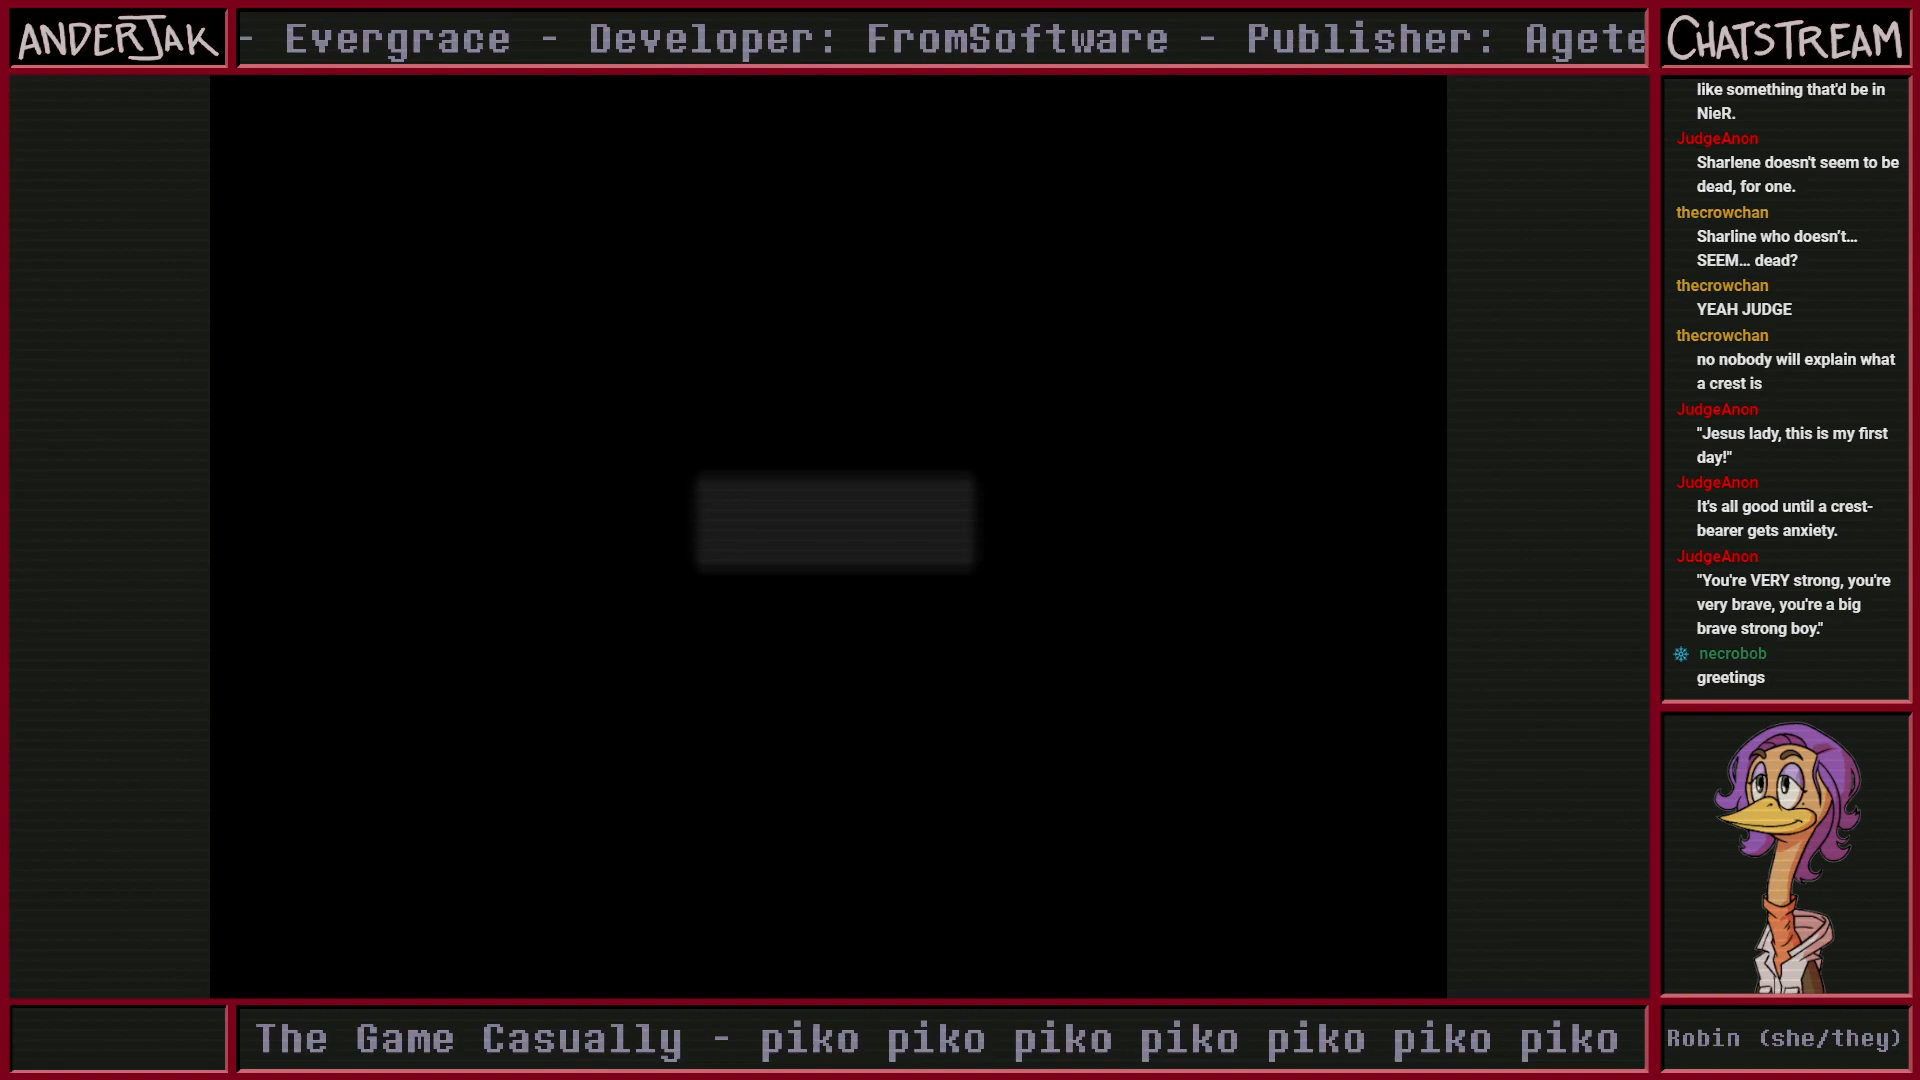 ANDERJAK
- Evergrace - Developer: FromSoftware - Publisher: Agete
CHATSTREAM
like something that'd be in
NieR.
JudgeAnon
Sharlene doesn't seem to be
dead, for one.
thecrowchan
Sharline who doesn't...
SEEM... dead?
thecrowchan
YEAH JUDGE
thecrowchan
no nobody will explain what
a crest is
JudgeAnon
"Jesus lady, this is my first
day!"
JudgeAnon
It's all good until a crest-
bearer gets anxiety.
JudgeAnon
"You're VERY strong, you're
very brave, you're a big
brave strong boy."
necrobob
greetings
The Game Casually - piko piko piko piko piko piko piko
Robin (she/they)